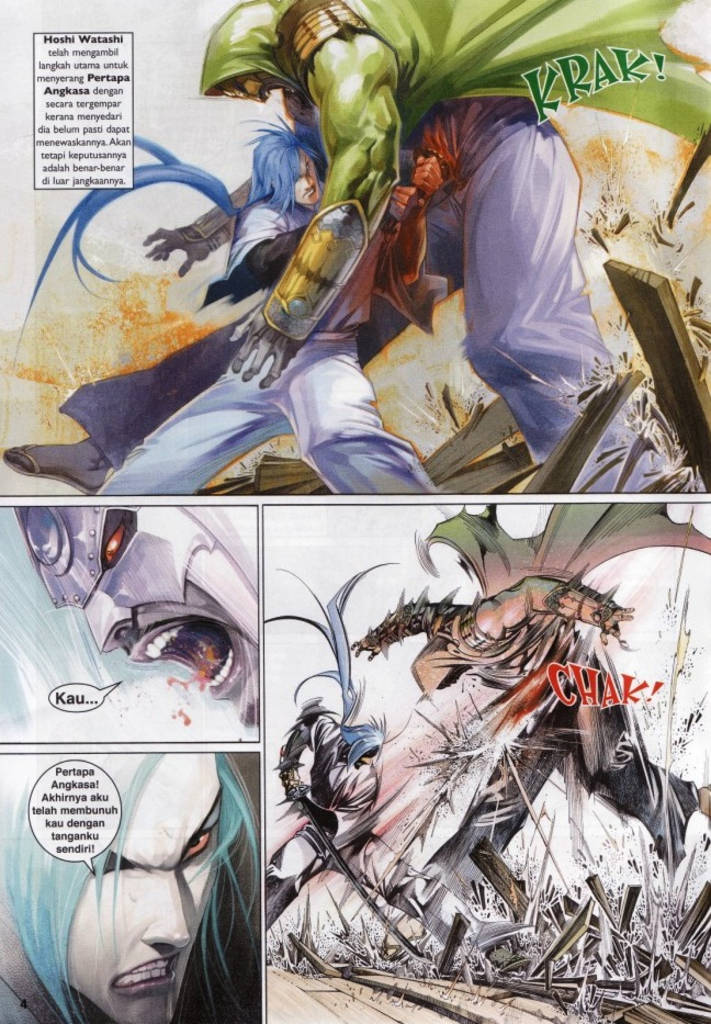 Hoshi Watashi
telah mengambil
langkah utama untuk
menyerang Pertapa
Angkasa dengan
secara tergempar
kerana menyedari
dia belum pasti dapat
menewaskannya. Akan
tetapi keputusannya
adalah benar-benar
di luar jangkaannya.
KRAK!
Kau...
CHAK!
Pertapa
Angkasa!
Akhirnya aku
telah membunuh
kau dengan
tanganku
sendiri!
4